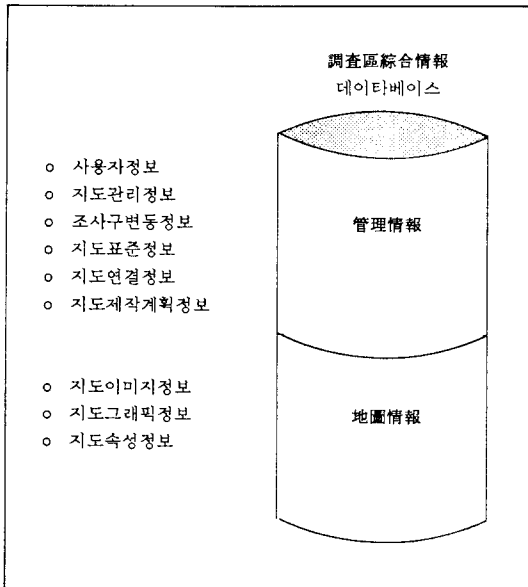 調査區綜合情報
데이타베이스
o 사용자정보
o 지도관리정보
o 조사구변동정보
o 지도표준정보
o 지도연결정보
o 지도제작계획정보
管理情報
o 지도이미지정보
o 지도그래픽정보
o 지도속성정보
地圖情報